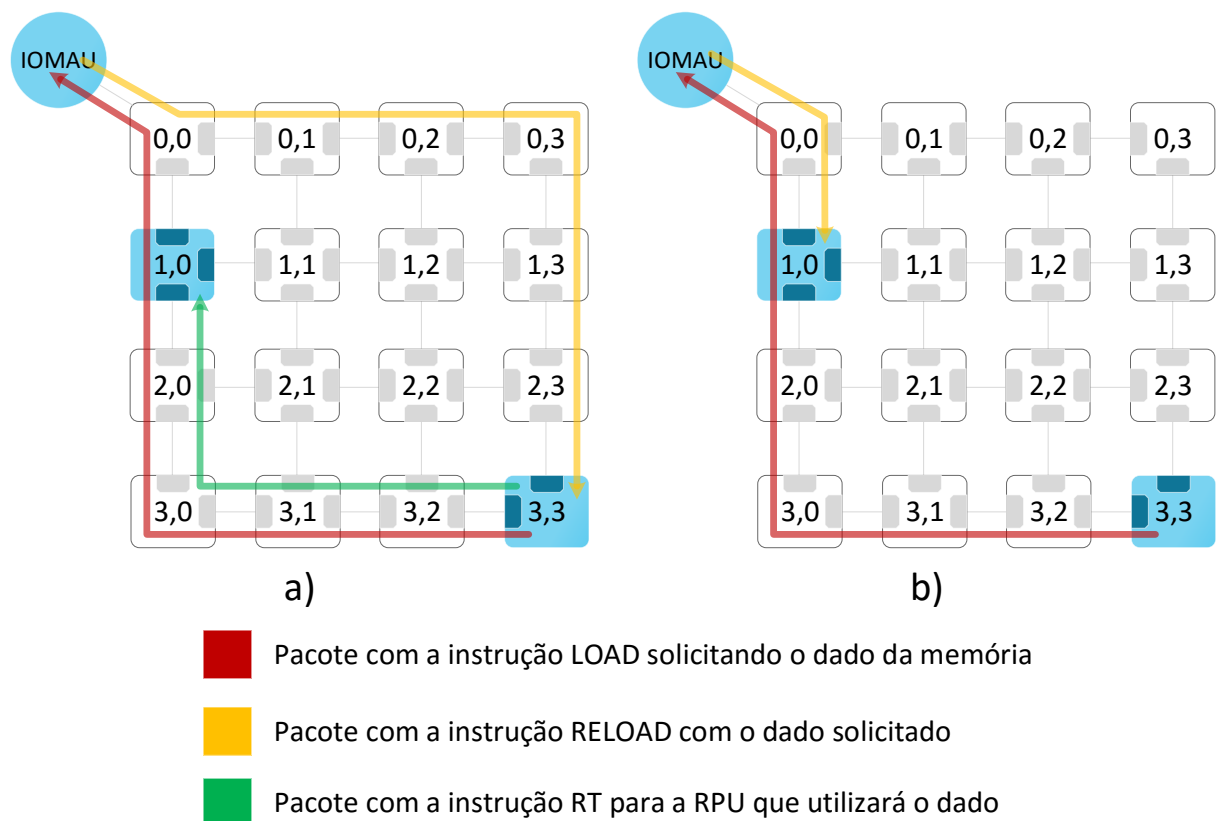 IOMAU IOMAU
0,0 0,1 0,2 0,3 0,0 0,1 0,2 0,3
1,0 1,1 1,2 1,3 1,0 1,1 1,2 1,3
2,0 2,1 2,2 2,3 2,0 2,1 2,2 2,3
3,0 3,1 3,2 3,3 3,0 3,1 3,2 3,3
a) b)
Pacote com a instrução LOAD solicitando o dado da memória
Pacote com a instrução RELOAD com o dado solicitado
Pacote com a instrução RT para a RPU que utilizará o dado